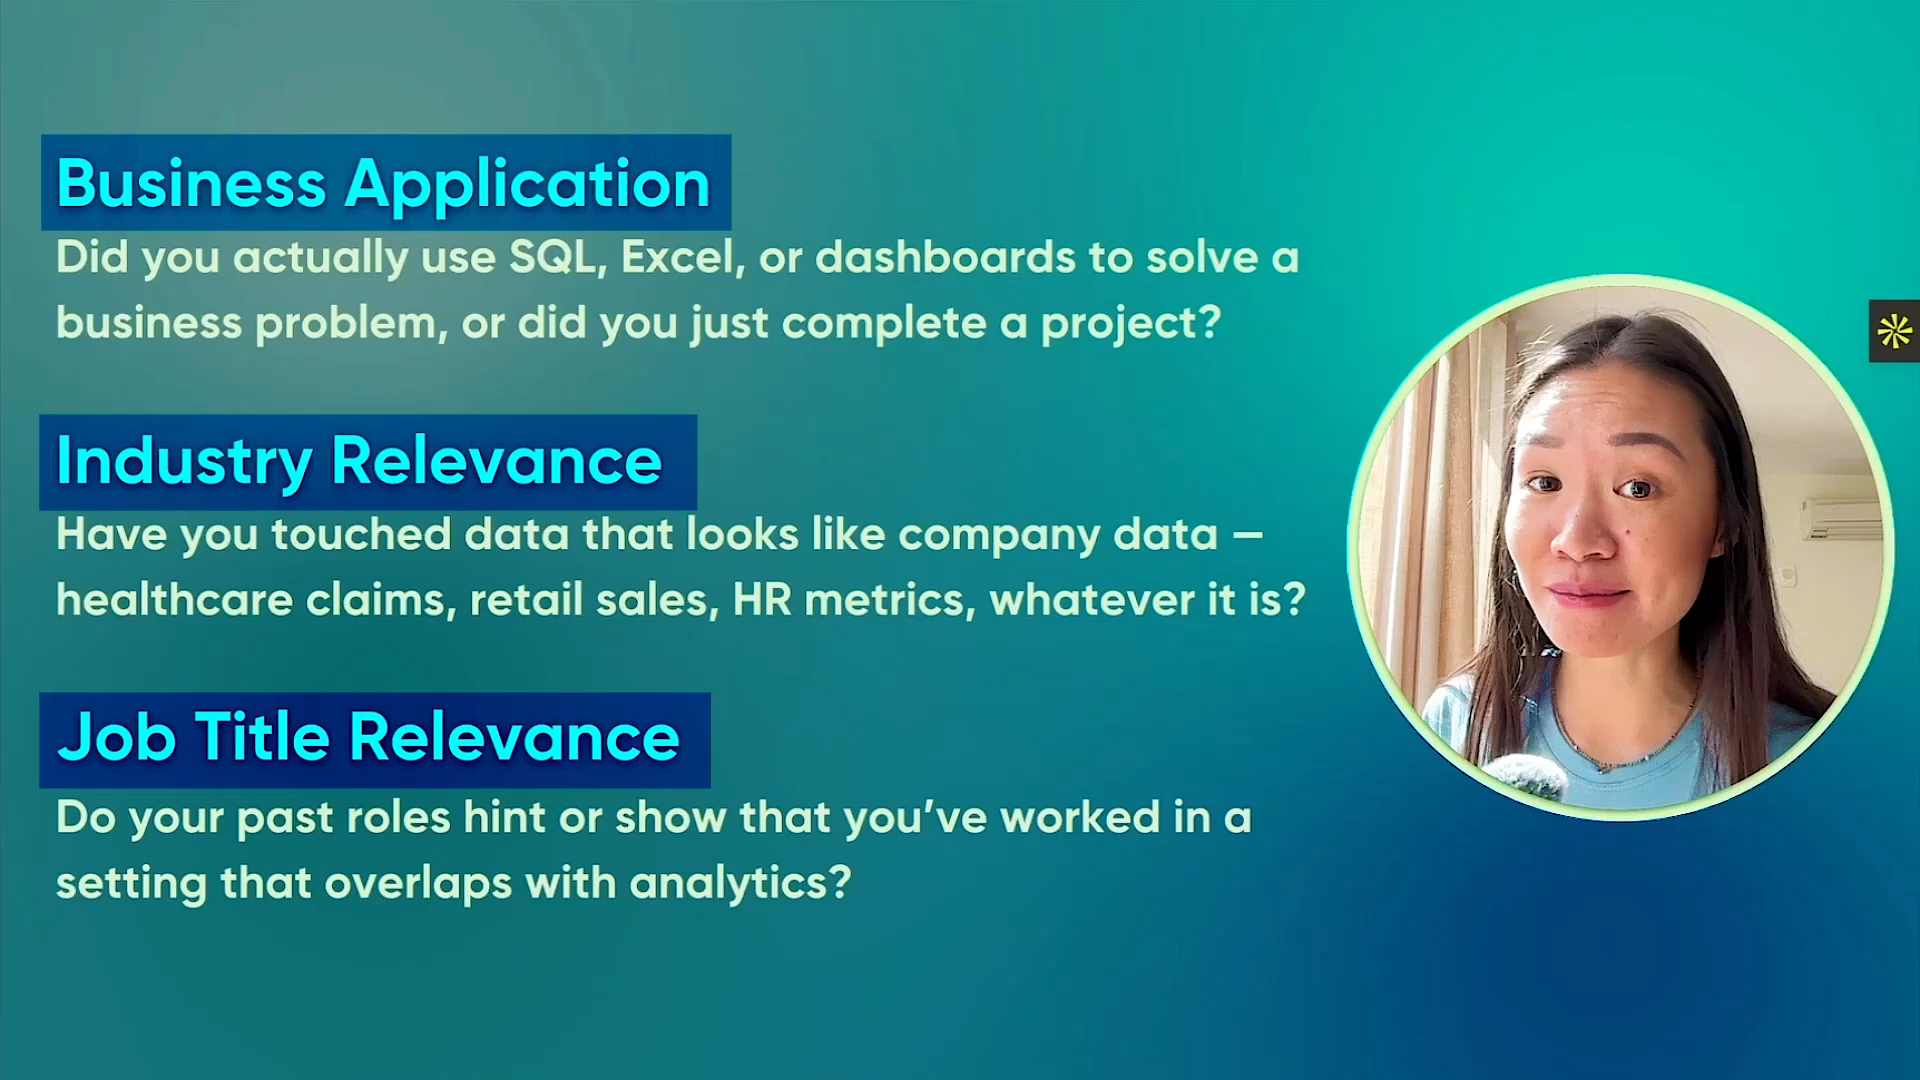 Business Application
Did you actually use SQL, Excel, or dashboards to solve a
business problem, or did you just complete a project?
Industry Relevance
Have you touched data that looks like company data —
healthcare claims, retail sales, HR metrics, whatever it is?
Job Title Relevance
Do your past roles hint or show that you’ve worked in a
setting that overlaps with analytics?